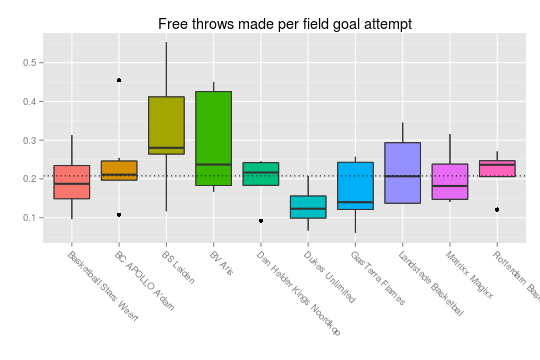 Free throws made per field goal attempt
0.5
0.4
0.3
0.2
0.1
Basketball Stars Weert
BC APOLLO A'dam
BS Leiden
BV Aris
Den Helder Kings Noordkop
Dukes Unlimited
GasTerra Flames
Landstede Basketbal
Matrixx Magixx
Rotterdam Bas